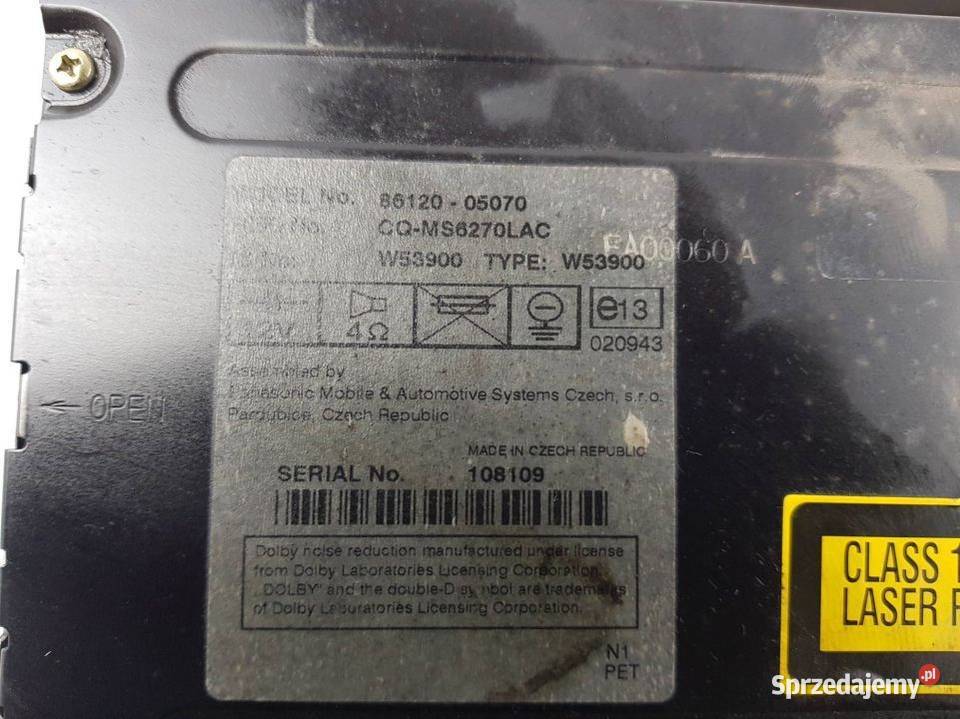 MODEL No. 86120 - 05070
CQ-MS6270LAC
W53900 TYPE: W53900
EA00060 A
12V 4Ω e13
020943
Assembled by
Panasonic Mobile & Automotive Systems Czech, s.r.o.
Pardubice, Czech Republic
OPEN
MADE IN CZECH REPUBLIC
SERIAL No. 108109
Dolby noise reduction manufactured under license
from Dolby Laboratories Licensing Corporation.
"DOLBY" and the double-D symbol are trademarks
of Dolby Laboratories Licensing Corporation.
CLASS 1
LASER P
N1
PET
Sprzedajemy.pl